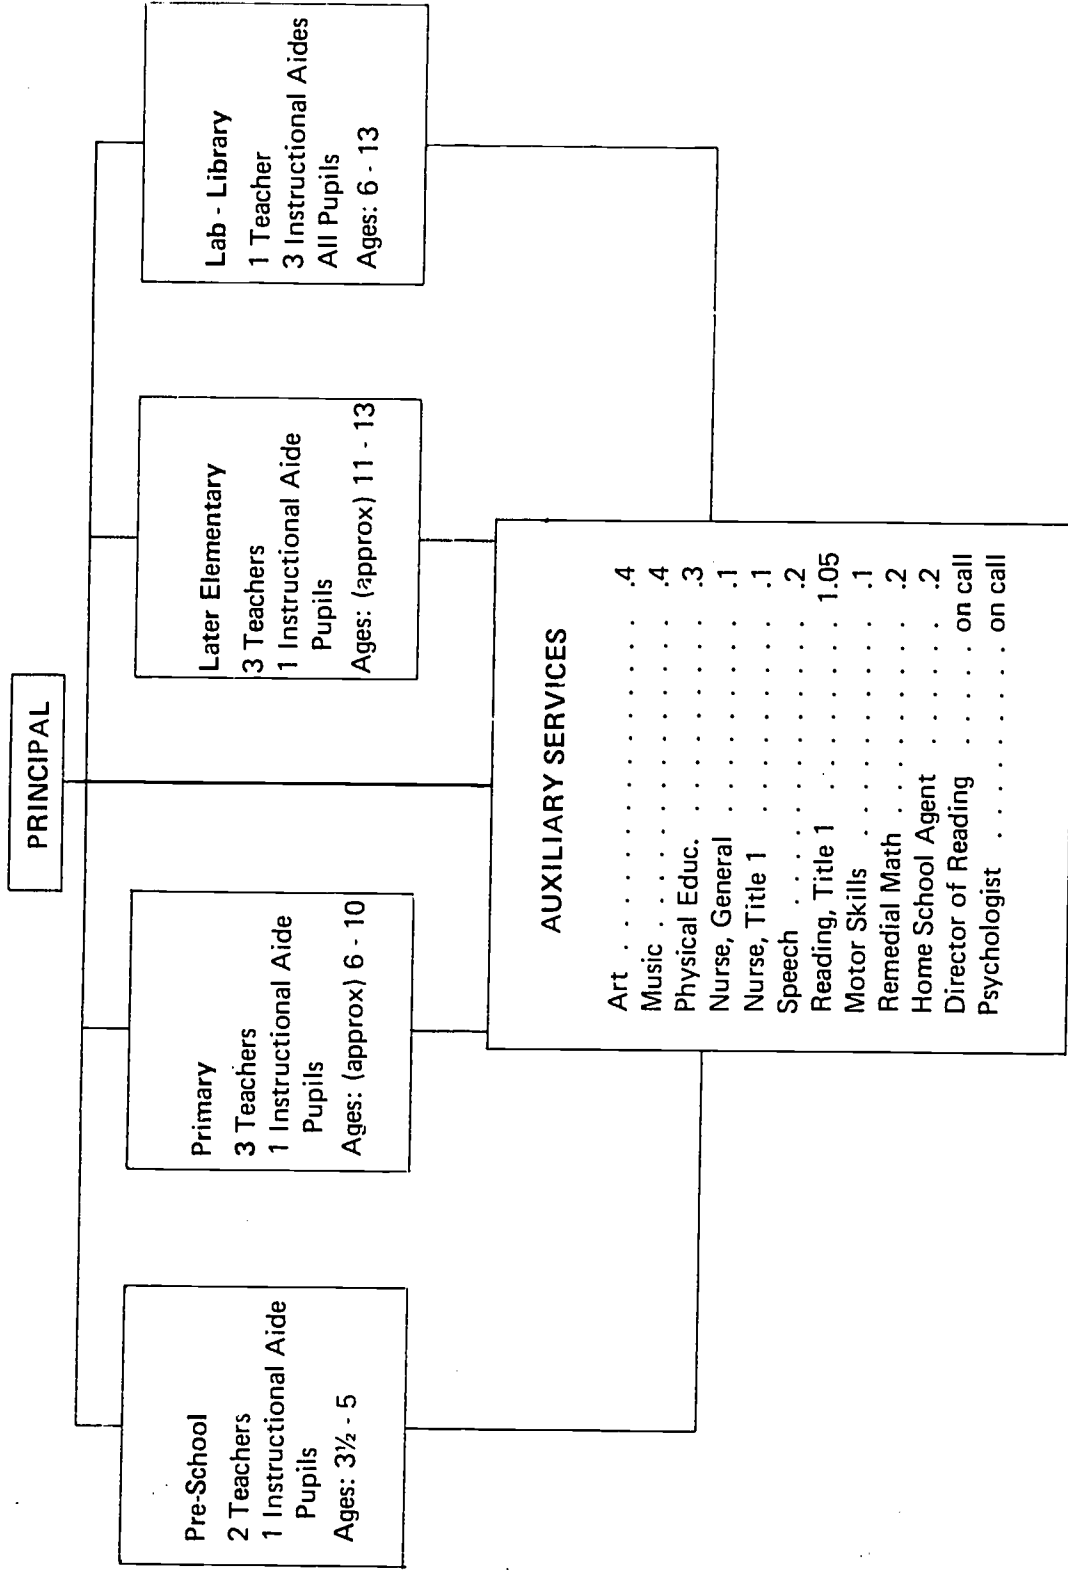 PRINCIPAL
Pre-School
2 Teachers
1 Instructional Aide
Pupils
Ages: 3½ - 5
Primary
3 Teachers
1 Instructional Aide
Pupils
Ages: (approx) 6 - 10
Later Elementary
3 Teachers
1 Instructional Aide
Pupils
Ages: (approx) 11 - 13
Lab - Library
1 Teacher
3 Instructional Aides
All Pupils
Ages: 6 - 13
AUXILIARY SERVICES
Art . . . . . . . . . . . . . . . . . . .4
Music . . . . . . . . . . . . . . . . .4
Physical Educ. . . . . . . . . . . . .3
Nurse, General . . . . . . . . . . .1
Nurse, Title 1 . . . . . . . . . . . .1
Speech . . . . . . . . . . . . . . . .2
Reading, Title 1 . . . . . . . . 1.05
Motor Skills . . . . . . . . . . . . .1
Remedial Math . . . . . . . . . . .2
Home School Agent . . . . . . .2
Director of Reading . . . . . on call
Psychologist . . . . . . . . . on call